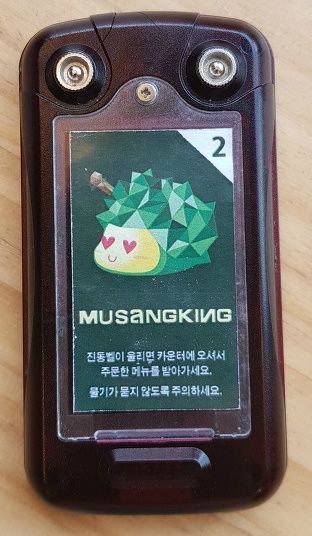 2
MUSANGKING
진동벨이 울리면 카운터에 오셔서
주문한 메뉴를 받아가세요.
물기가 묻지 않도록 주의하세요.